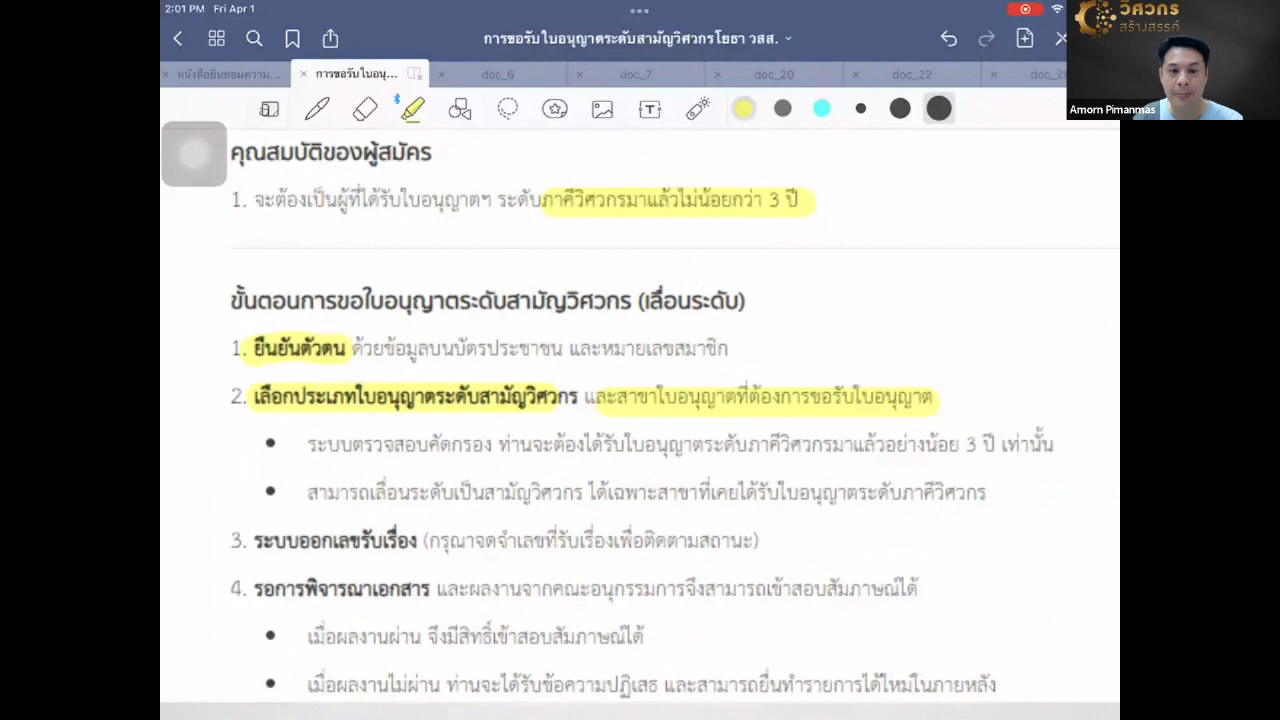 2:01 PM Fri Apr 1
วิศวกร
สร้างสรรค์
การขอรับใบอนุญาตระดับสามัญวิศวกรโยธา วสส.
หนังสือยินยอมความ...
การขอรับใบอนุ...
doc_6
doc_7
doc_20
doc_22
Amorn Pimanmas
คุณสมบัติของผู้สมัคร
1. จะต้องเป็นผู้ที่ได้รับใบอนุญาตฯ ระดับภาคีวิศวกรมาแล้วไม่น้อยกว่า 3 ปี
ขั้นตอนการขอใบอนุญาตระดับสามัญวิศวกร (เลื่อนระดับ)
1. ยืนยันตัวตน ด้วยข้อมูลบนบัตรประชาชน และหมายเลขสมาชิก
2. เลือกประเภทใบอนุญาตระดับสามัญวิศวกร และสาขาใบอนุญาตที่ต้องการขอรับใบอนุญาต
• ระบบตรวจสอบคัดกรอง ท่านจะต้องได้รับใบอนุญาตระดับภาคีวิศวกรมาแล้วอย่างน้อย 3 ปี เท่านั้น
• สามารถเลื่อนระดับเป็นสามัญวิศวกร ได้เฉพาะสาขาที่เคยได้รับใบอนุญาตระดับภาคีวิศวกร
3. ระบบออกเลขรับเรื่อง (กรุณาจดจำเลขที่รับเรื่องเพื่อติดตามสถานะ)
4. รอการพิจารณาเอกสาร และผลงานจากคณะอนุกรรมการจึงสามารถเข้าสอบสัมภาษณ์ได้
• เมื่อผลงานผ่าน จึงมีสิทธิ์เข้าสอบสัมภาษณ์ได้
• เมื่อผลงานไม่ผ่าน ท่านจะได้รับข้อความปฏิเสธ และสามารถยื่นทำรายการได้ใหม่ในภายหลัง